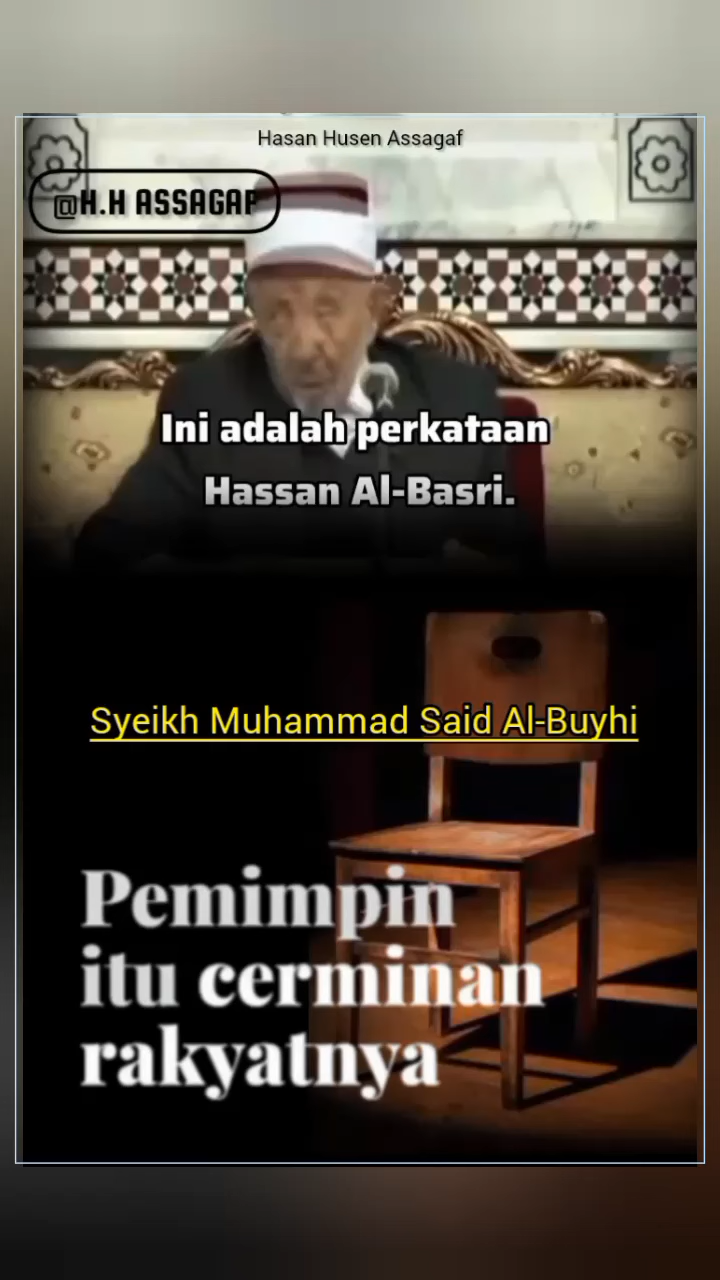 Hasan Husen Assagaf
@H.H ASSAGAF
Ini adalah perkataan
Hassan Al-Basri.
Syeikh Muhammad Said Al-Buyhi
Pemimpin
itu cerminan
rakyatnya